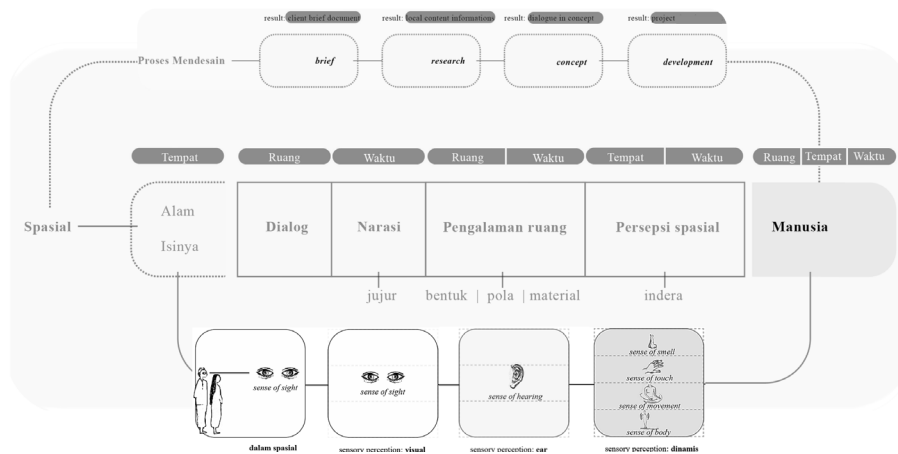 result: client brief document
result: local content informations
result: dialogue in concept
result: project
Proses Mendesain
brief
research
concept
development
Tempat
Ruang
Waktu
Ruang
Waktu
Tempat
Waktu
Ruang
Tempat
Waktu
Spasial
Alam
Isinya
Dialog
Narasi
Pengalaman ruang
Persepsi spasial
Manusia
jujur
bentuk | pola | material
indera
sense of sight
sense of sight
sense of hearing
sense of smell
sense of touch
sense of movement
sense of body
dalam spasial
sensory perception: visual
sensory perception: ear
sensory perception: dinamis